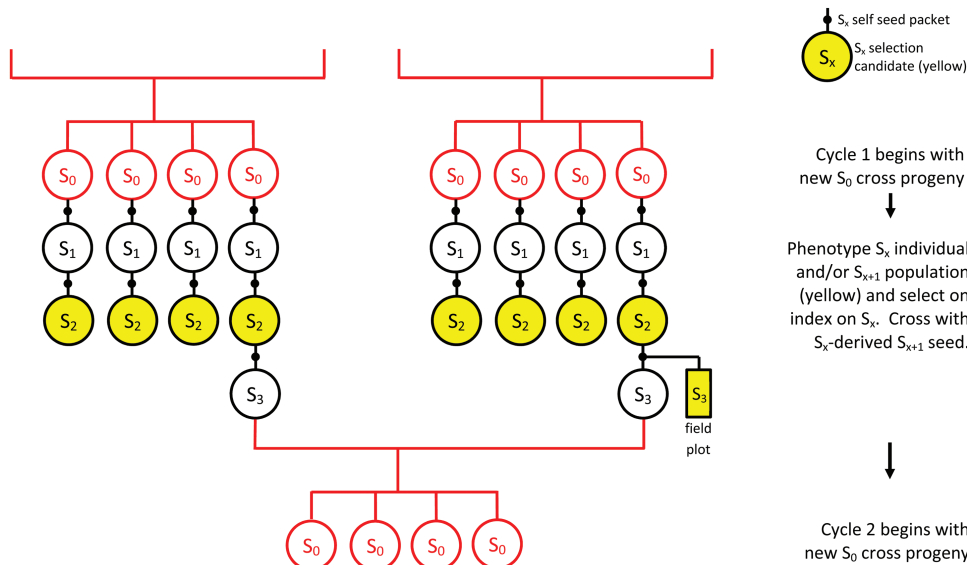 Sₓ self seed packet
Sₓ
Sₓ selection
candidate (yellow)
S₀ S₀ S₀ S₀ S₀ S₀ S₀ S₀
Cycle 1 begins with
new S₀ cross progeny
S₁ S₁ S₁ S₁ S₁ S₁ S₁ S₁
Phenotype Sₓ individual
and/or Sₓ₊₁ population
(yellow) and select on
index on Sₓ. Cross with
Sₓ-derived Sₓ₊₁ seed.
S₂ S₂ S₂ S₂ S₂ S₂ S₂ S₂
S₃ S₃ S₃
field
plot
Cycle 2 begins with
new S₀ cross progeny
S₀ S₀ S₀ S₀